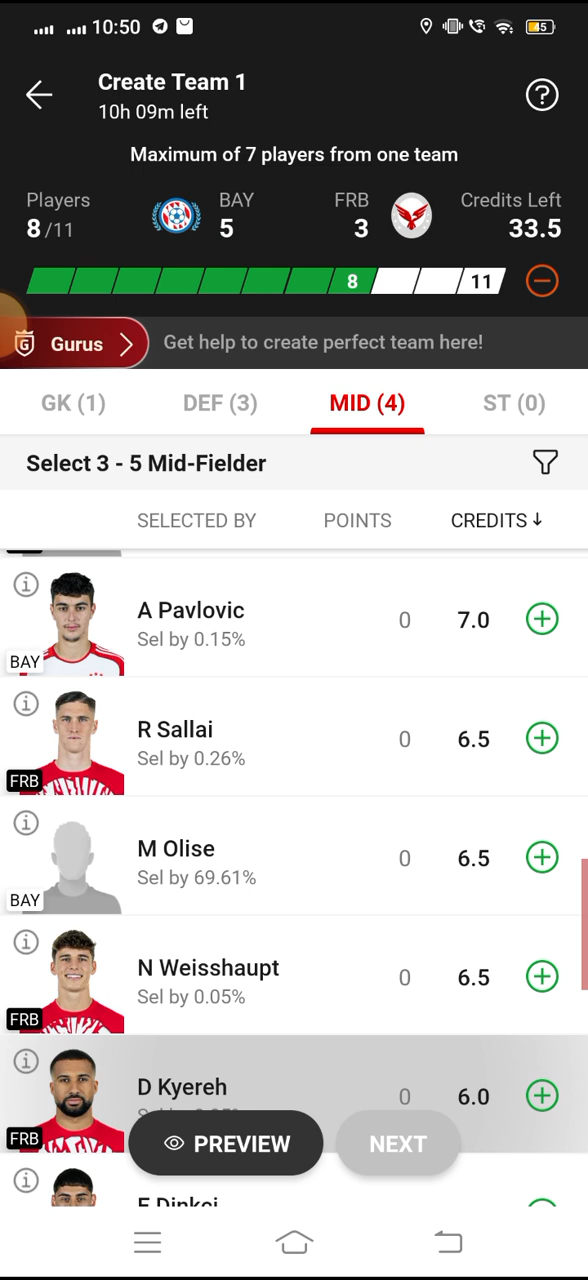 10:50
45
Create Team 1
10h 09m left
Maximum of 7 players from one team
Players BAY FRB Credits Left
8/11 5 3 33.5
8 11
Gurus Get help to create perfect team here!
GK (1) DEF (3) MID (4) ST (0)
Select 3 - 5 Mid-Fielder
SELECTED BY POINTS CREDITS ↓
A Pavlovic 0 7.0
Sel by 0.15%
BAY
R Sallai 0 6.5
Sel by 0.26%
FRB
M Olise 0 6.5
Sel by 69.61%
BAY
N Weisshaupt 0 6.5
Sel by 0.05%
FRB
D Kyereh 0 6.0
FRB
PREVIEW NEXT